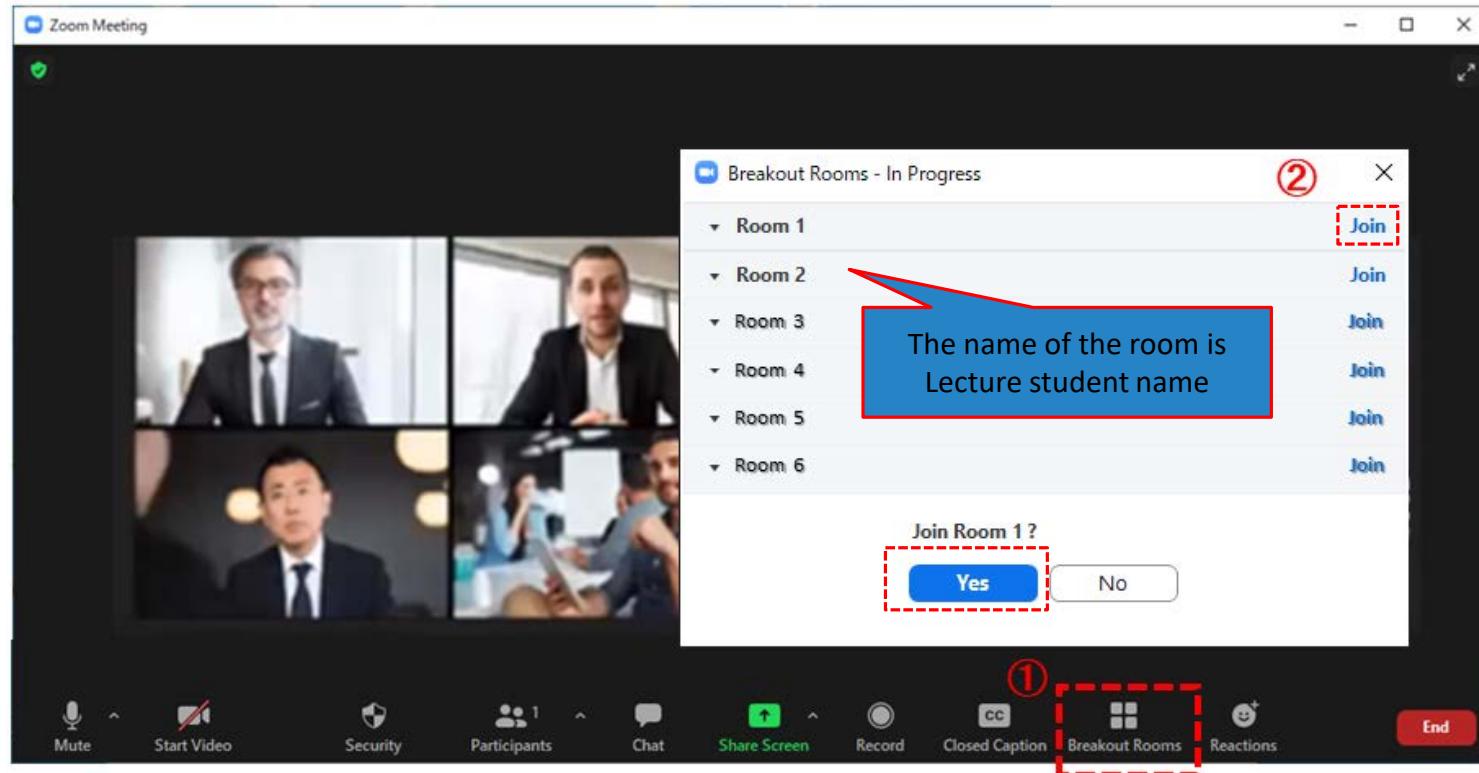 Zoom Meeting
Breakout Rooms - In Progress
②
Room 1
Join
Room 2
Join
Room 3
Join
The name of the room is
Lecture student name
Room 4
Join
Room 5
Join
Room 6
Join
Join Room 1 ?
Yes
No
①
1
CC
Mute
Start Video
Security
Participants
Chat
Share Screen
Record
Closed Caption
Breakout Rooms
Reactions
End